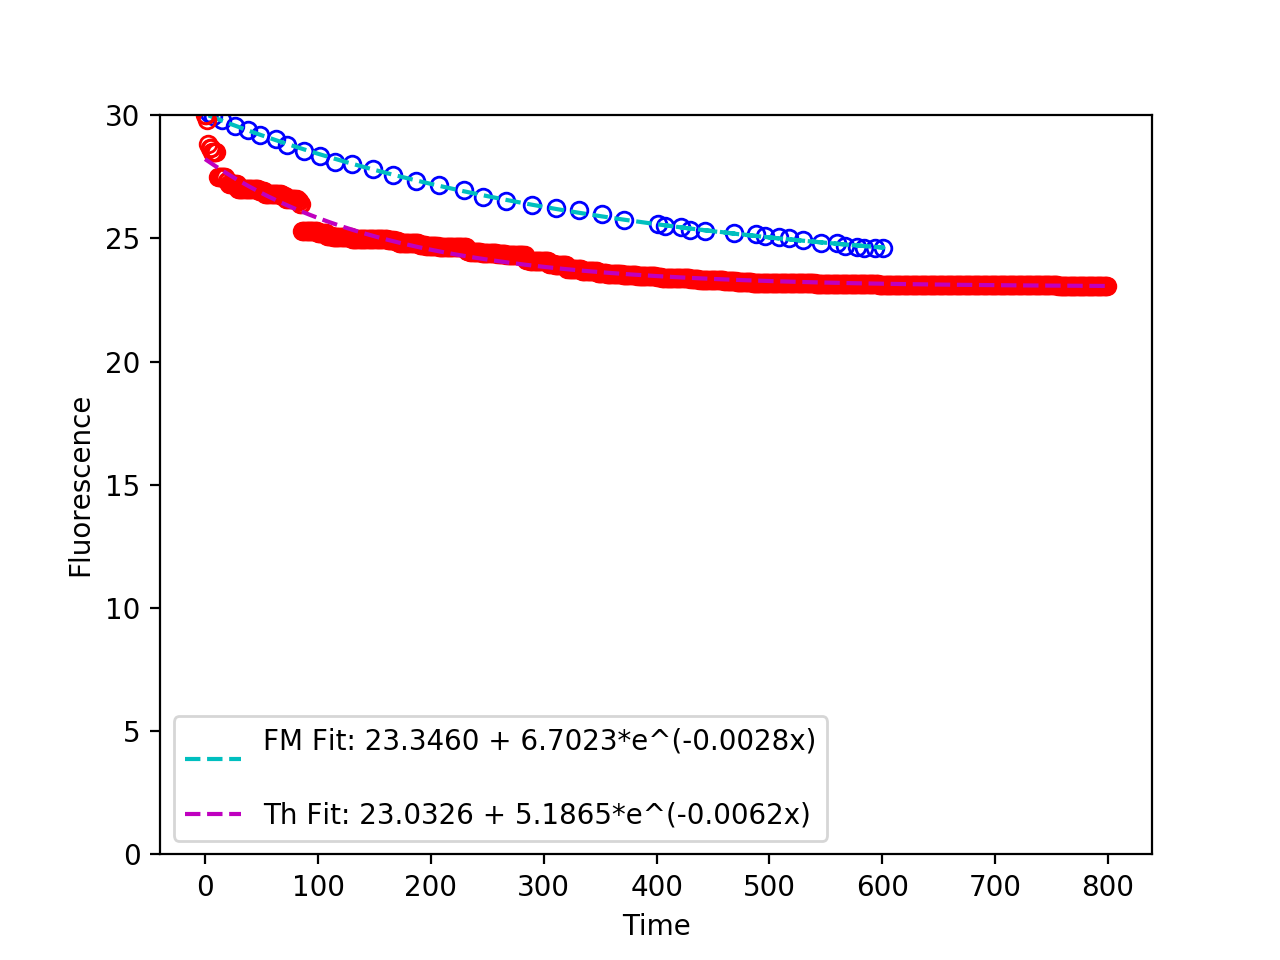 30
25
20
15
10
5
0
Fluorescence
FM Fit: 23.3460 + 6.7023*e^(-0.0028x)
Th Fit: 23.0326 + 5.1865*e^(-0.0062x)
0 100 200 300 400 500 600 700 800
Time